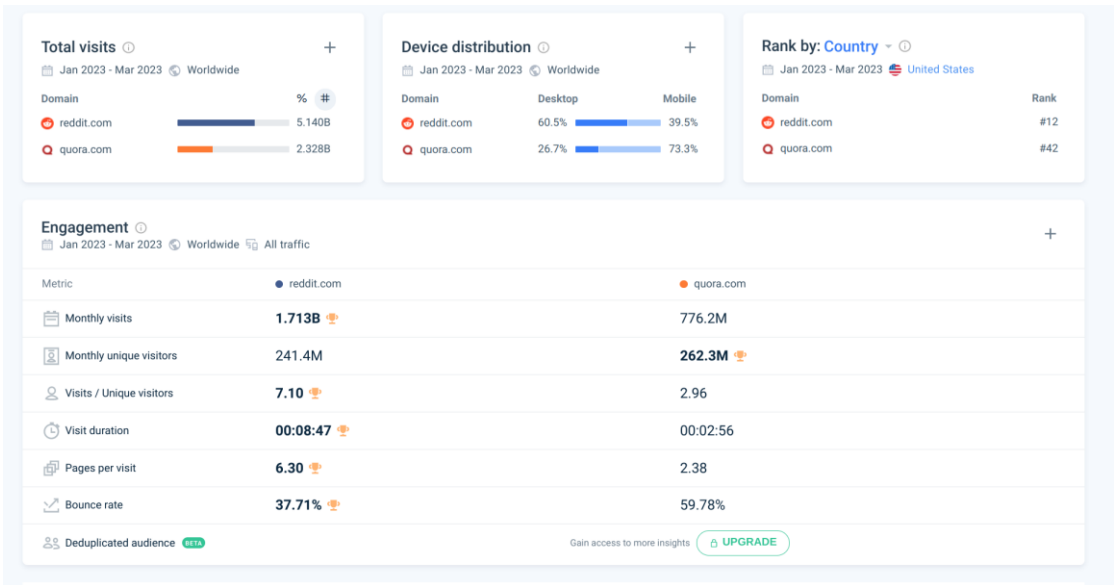 Total visits
Jan 2023 - Mar 2023 Worldwide
Domain % #
reddit.com 5.140B
quora.com 2.328B
Device distribution
Jan 2023 - Mar 2023 Worldwide
Domain Desktop Mobile
reddit.com 60.5% 39.5%
quora.com 26.7% 73.3%
Rank by: Country
Jan 2023 - Mar 2023 United States
Domain Rank
reddit.com #12
quora.com #42
Engagement
Jan 2023 - Mar 2023 Worldwide All traffic
Metric reddit.com quora.com
Monthly visits 1.713B 776.2M
Monthly unique visitors 241.4M 262.3M
Visits / Unique visitors 7.10 2.96
Visit duration 00:08:47 00:02:56
Pages per visit 6.30 2.38
Bounce rate 37.71% 59.78%
Deduplicated audience BETA Gain access to more insights UPGRADE